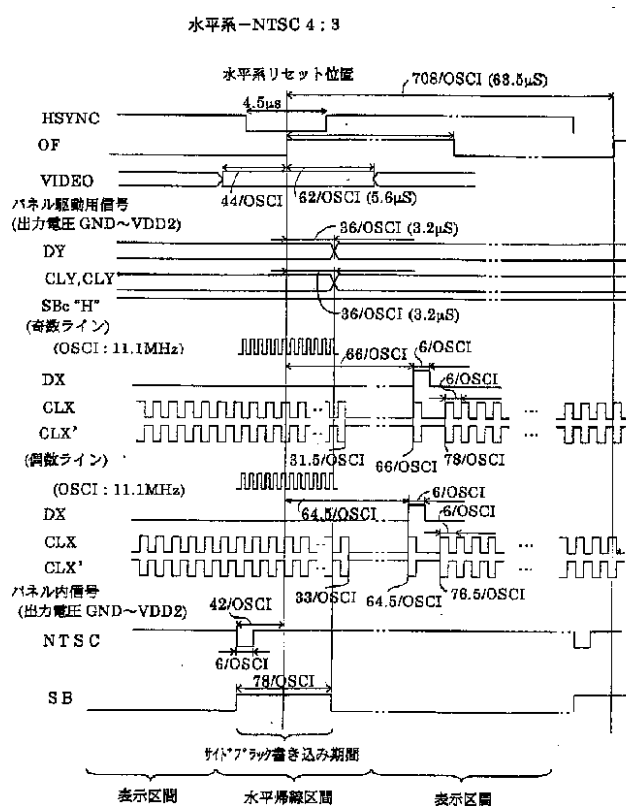 水平系－NTSC 4：3
水平系リセット位置
708/OSCI (63.5μS)
4.5μs
HSYNC
OF
VIDEO
44/OSCI
62/OSCI (5.6μS)
パネル駆動用信号
(出力電圧 GND～VDD2)
36/OSCI (3.2μS)
DY
CLY,CLY
SBc "H"
36/OSCI (3.2μS)
(奇数ライン)
(OSCI : 11.1MHz)
66/OSCI
6/OSCI
DX
6/OSCI
CLX
CLX'
31.5/OSCI
66/OSCI
78/OSCI
(偶数ライン)
(OSCI : 11.1MHz)
64.5/OSCI
6/OSCI
DX
6/OSCI
CLX
CLX'
33/OSCI
64.5/OSCI
76.5/OSCI
パネル内信号
(出力電圧 GND～VDD2)
42/OSCI
NTSC
6/OSCI
78/OSCI
SB
サイドブラック書き込み期間
表示区間
水平帰線区間
表示区間